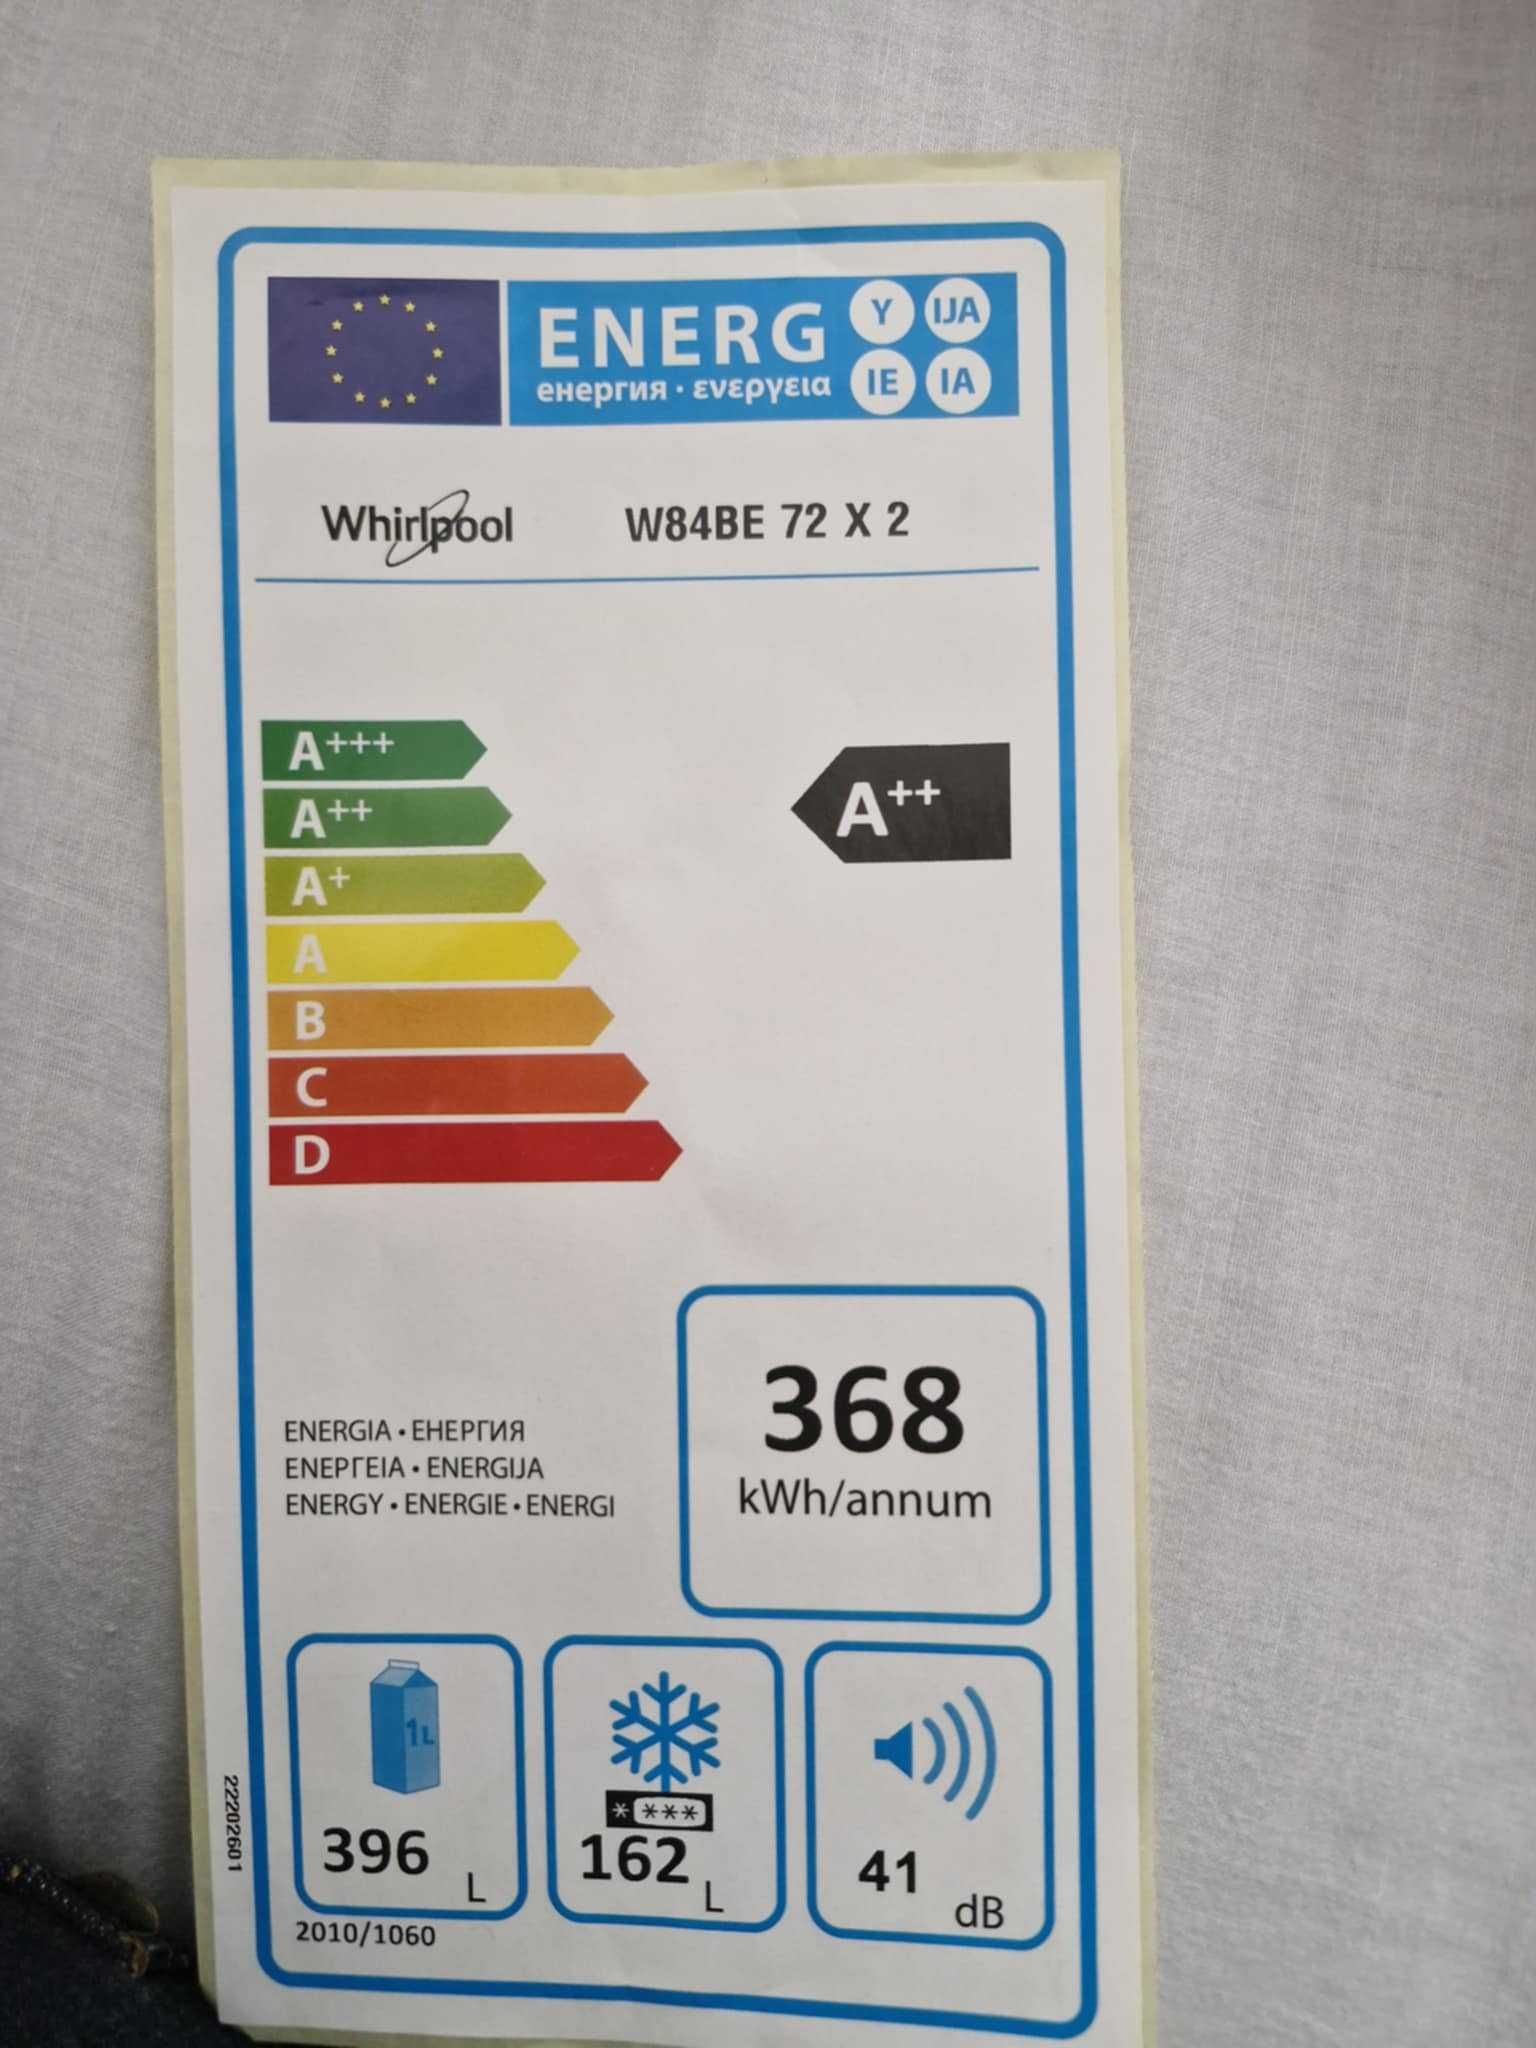 ENERG Y IJA
енергия · ενεργεια IE IA
Whirlpool W84BE 72 X 2
A+++
A++
A++
A+
A
B
C
D
368
kWh/annum
ENERGIA · ЕНЕРГИЯ
ΕΝΕΡΓΕΙΑ · ENERGIJA
ENERGY · ENERGIE · ENERGI
1L
396 L
* ***
162 L
41 dB
2010/1060
22202601